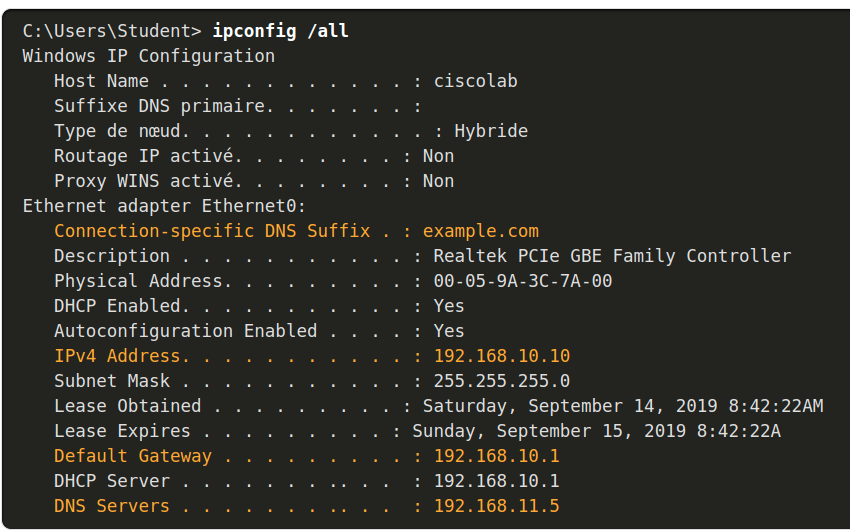 C:\Users\Student> ipconfig /all
Windows IP Configuration
Host Name . . . . . . . . . . . . : ciscolab
Suffixe DNS primaire. . . . . . . :
Type de nœud. . . . . . . . . . . . : Hybride
Routage IP activé. . . . . . . . : Non
Proxy WINS activé. . . . . . . . : Non
Ethernet adapter Ethernet0:
Connection-specific DNS Suffix . : example.com
Description . . . . . . . . . . . : Realtek PCIe GBE Family Controller
Physical Address. . . . . . . . . : 00-05-9A-3C-7A-00
DHCP Enabled. . . . . . . . . . . : Yes
Autoconfiguration Enabled . . . . : Yes
IPv4 Address. . . . . . . . . . . : 192.168.10.10
Subnet Mask . . . . . . . . . . . : 255.255.255.0
Lease Obtained . . . . . . . . . : Saturday, September 14, 2019 8:42:22AM
Lease Expires . . . . . . . . . : Sunday, September 15, 2019 8:42:22A
Default Gateway . . . . . . . . . : 192.168.10.1
DHCP Server . . . . . . . .. . . : 192.168.10.1
DNS Servers . . . . . . . .. . . : 192.168.11.5